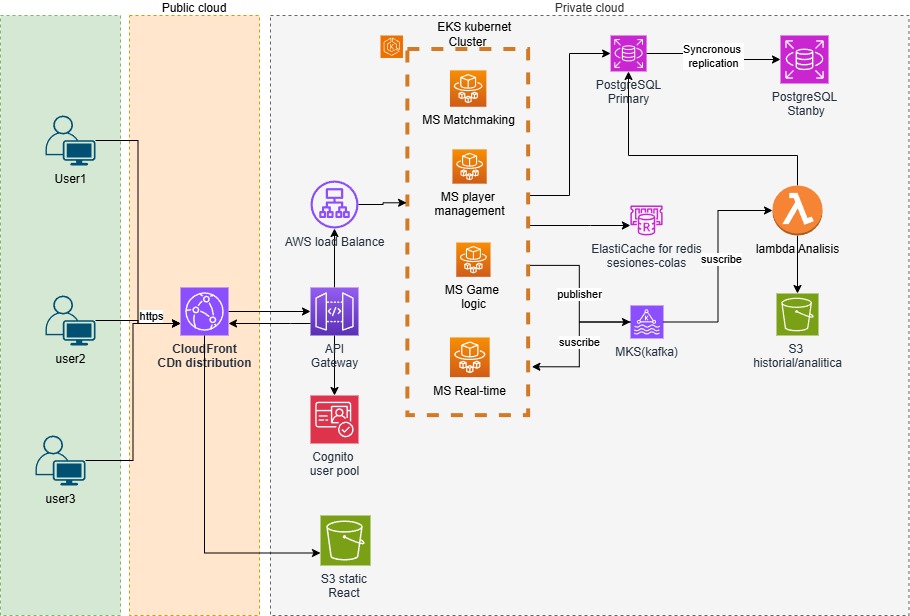 Public cloud
Private cloud
EKS kubernet
Cluster
MS Matchmaking
MS player
management
MS Game
logic
MS Real-time
PostgreSQL
Primary
Syncronous
replication
PostgreSQL
Stanby
User1
user2
user3
https
CloudFront
CDn distribution
AWS load Balance
API
Gateway
Cognito
user pool
S3 static
React
ElastiCache for redis
sesiones-colas
publisher
suscribe
MKS(kafka)
suscribe
lambda Analisis
S3
historial/analitica